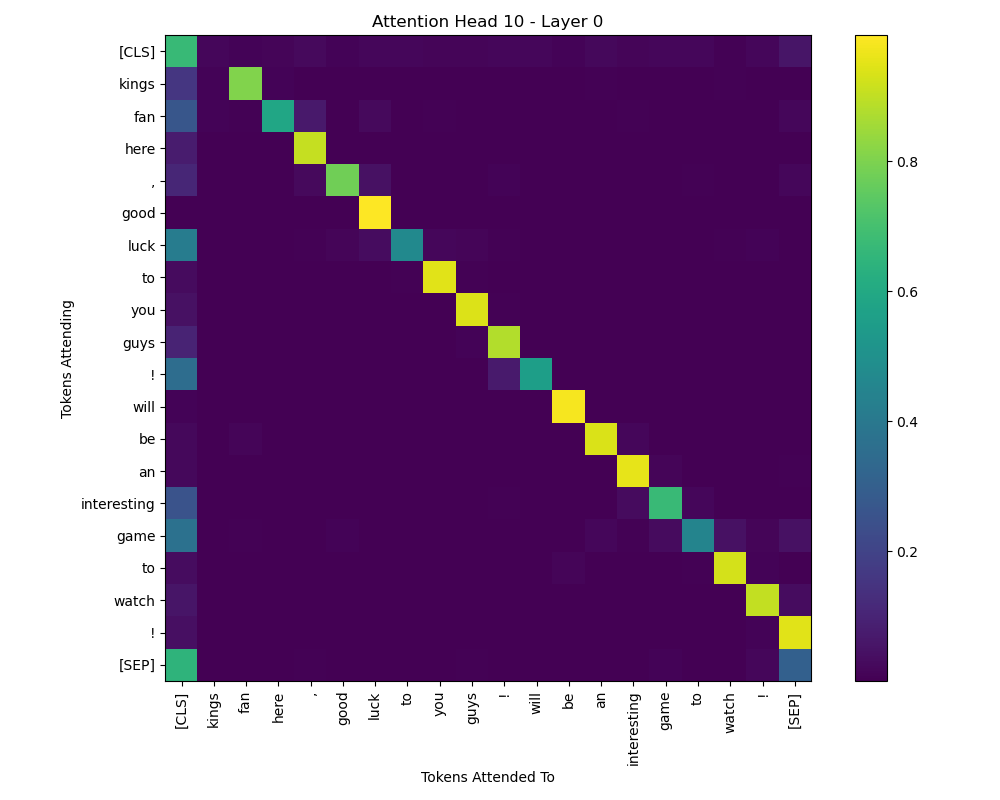 Attention Head 10 - Layer 0
Tokens Attending
[CLS]
kings
fan
here
,
good
luck
to
you
guys
!
will
be
an
interesting
game
to
watch
!
[SEP]
[CLS]
kings
fan
here
,
good
luck
to
you
guys
!
will
be
an
interesting
game
to
watch
!
[SEP]
Tokens Attended To
0.8
0.6
0.4
0.2